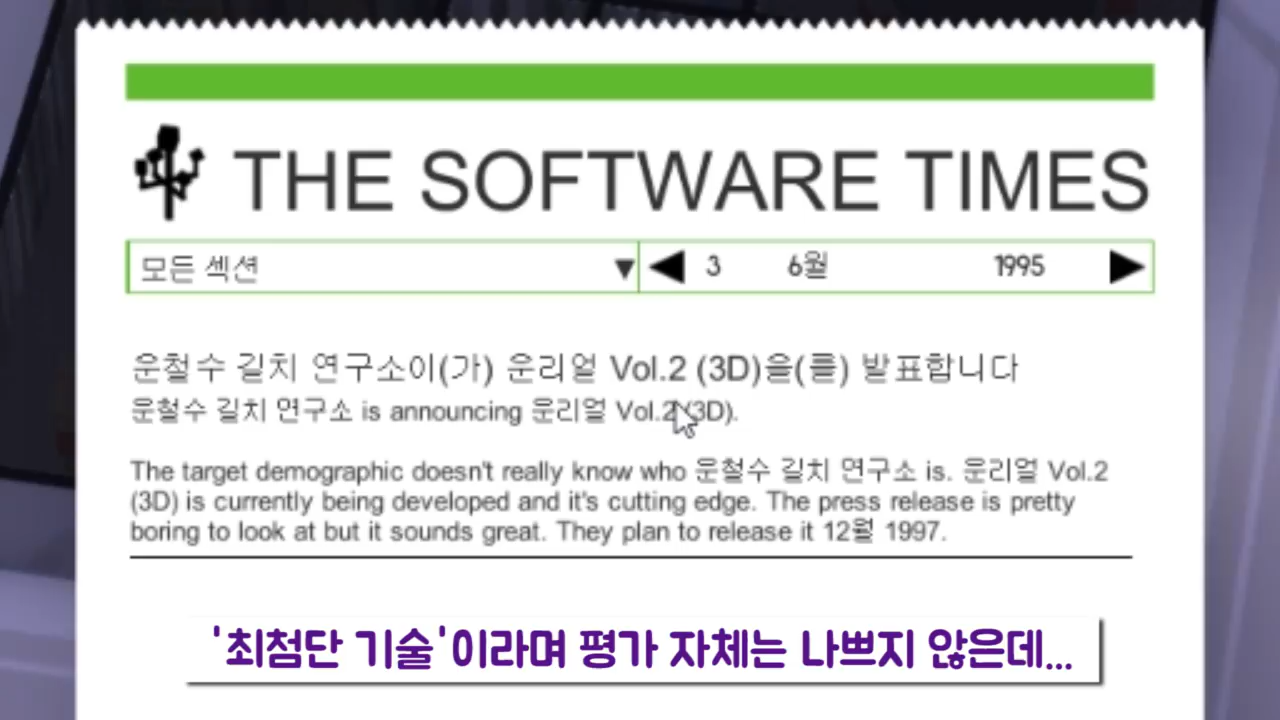 THE SOFTWARE TIMES
모든 섹션 ▼ ◀ 3 6월 1995 ▶
운철수 길치 연구소이(가) 운리얼 Vol.2 (3D)을(를) 발표합니다
운철수 길치 연구소 is announcing 운리얼 Vol.2 (3D).
The target demographic doesn't really know who 운철수 길치 연구소 is. 운리얼 Vol.2
(3D) is currently being developed and it's cutting edge. The press release is pretty
boring to look at but it sounds great. They plan to release it 12월 1997.
'최첨단 기술'이라며 평가 자체는 나쁘지 않은데...